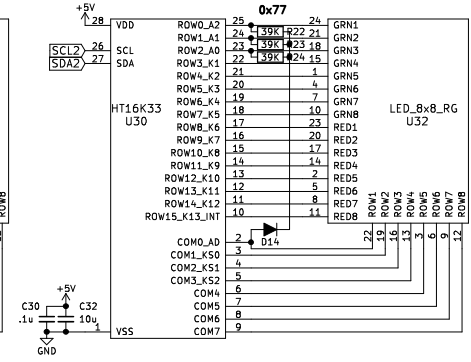 0x77
+5V
28 VDD
SCL2 26 SCL
SDA2 27 SDA
HT16K33
U30
ROW0_A2 25
ROW1_A1 24
ROW2_A0 23
ROW3_K1 22
ROW4_K2 21
ROW5_K3 20
ROW6_K4 19
ROW7_K5 18
ROW8_K6 17
ROW9_K7 16
ROW10_K8 15
ROW11_K9 14
ROW12_K10 13
ROW13_K11 12
ROW14_K12 11
ROW15_K13_INT 10
COM0_AD 2
COM1_KS0 3
COM2_KS1 4
COM3_KS2 5
COM4 6
COM5 7
COM6 8
COM7 9
39K R22
39K R23
39K R24
D14
24 GRN1
21 GRN2
18 GRN3
15 GRN4
1 GRN5
4 GRN6
7 GRN7
10 GRN8
23 RED1
20 RED2
17 RED3
14 RED4
2 RED5
5 RED6
8 RED7
11 RED8
LED_8x8_RG
U32
ROW1 22
ROW2 19
ROW3 16
ROW4 13
ROW5 3
ROW6 6
ROW7 9
ROW8 12
ROW8
+5V
C30
.1u
C32
10u
1 VSS
GND